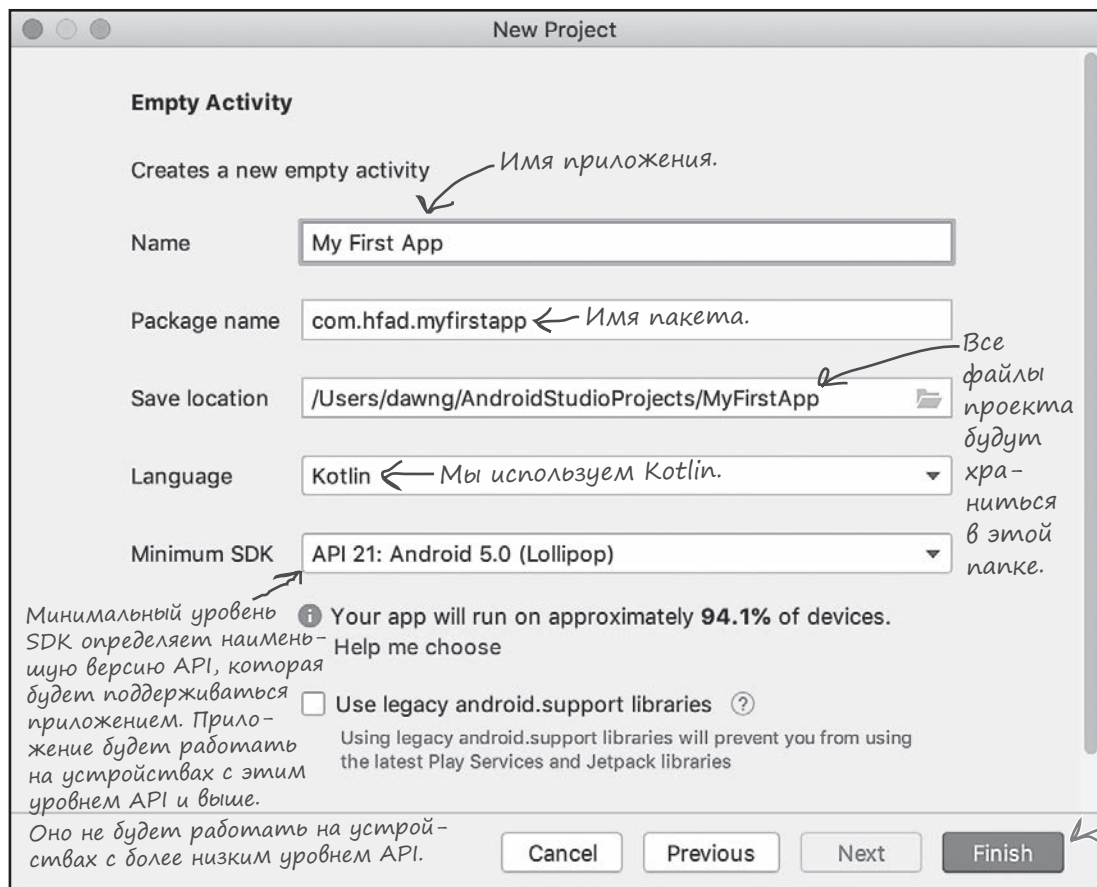 New Project
Empty Activity
Creates a new empty activity
Имя приложения.
Name
My First App
Package name
com.hfad.myfirstapp
Имя пакета.
Save location
/Users/dawng/AndroidStudioProjects/MyFirstApp
Все
файлы
проекта
будут
хра-
ниться
в этой
папке.
Language
Kotlin
Мы используем Kotlin.
Minimum SDK
API 21: Android 5.0 (Lollipop)
Минимальный уровень
SDK определяет наимень-
шую версию API, которая
будет поддерживаться
приложением. Прило-
жение будет работать
на устройствах с этим
уровнем API и выше.
Оно не будет работать на устрой-
ствах с более низким уровнем API.
Your app will run on approximately 94.1% of devices.
Help me choose
Use legacy android.support libraries ?
Using legacy android.support libraries will prevent you from using
the latest Play Services and Jetpack libraries
Cancel
Previous
Next
Finish